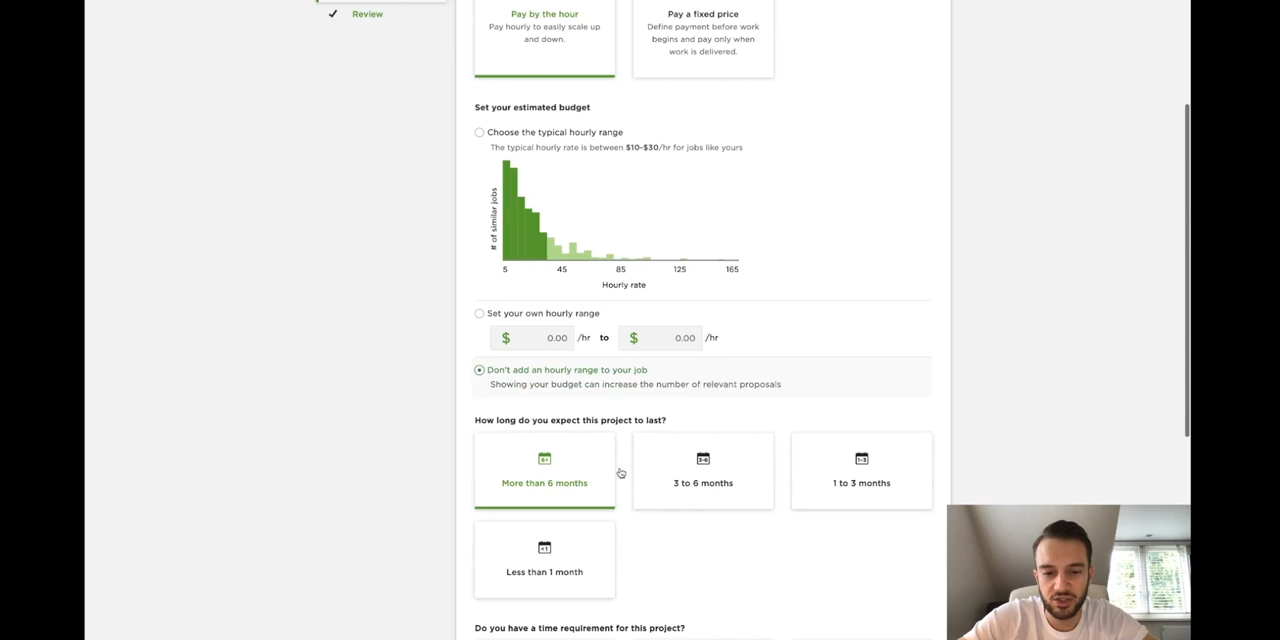 Review
Pay by the hour
Pay hourly to easily scale up
and down.
Pay a fixed price
Define payment before work
begins and pay only when
work is delivered.
Set your estimated budget
Choose the typical hourly range
The typical hourly rate is between $10-$30/hr for jobs like yours
# of similar jobs
5 45 85 125 165
Hourly rate
Set your own hourly range
$ 0.00 /hr to $ 0.00 /hr
Don't add an hourly range to your job
Showing your budget can increase the number of relevant proposals
How long do you expect this project to last?
6+
More than 6 months
3-6
3 to 6 months
1-3
1 to 3 months
<1
Less than 1 month
Do you have a time requirement for this project?